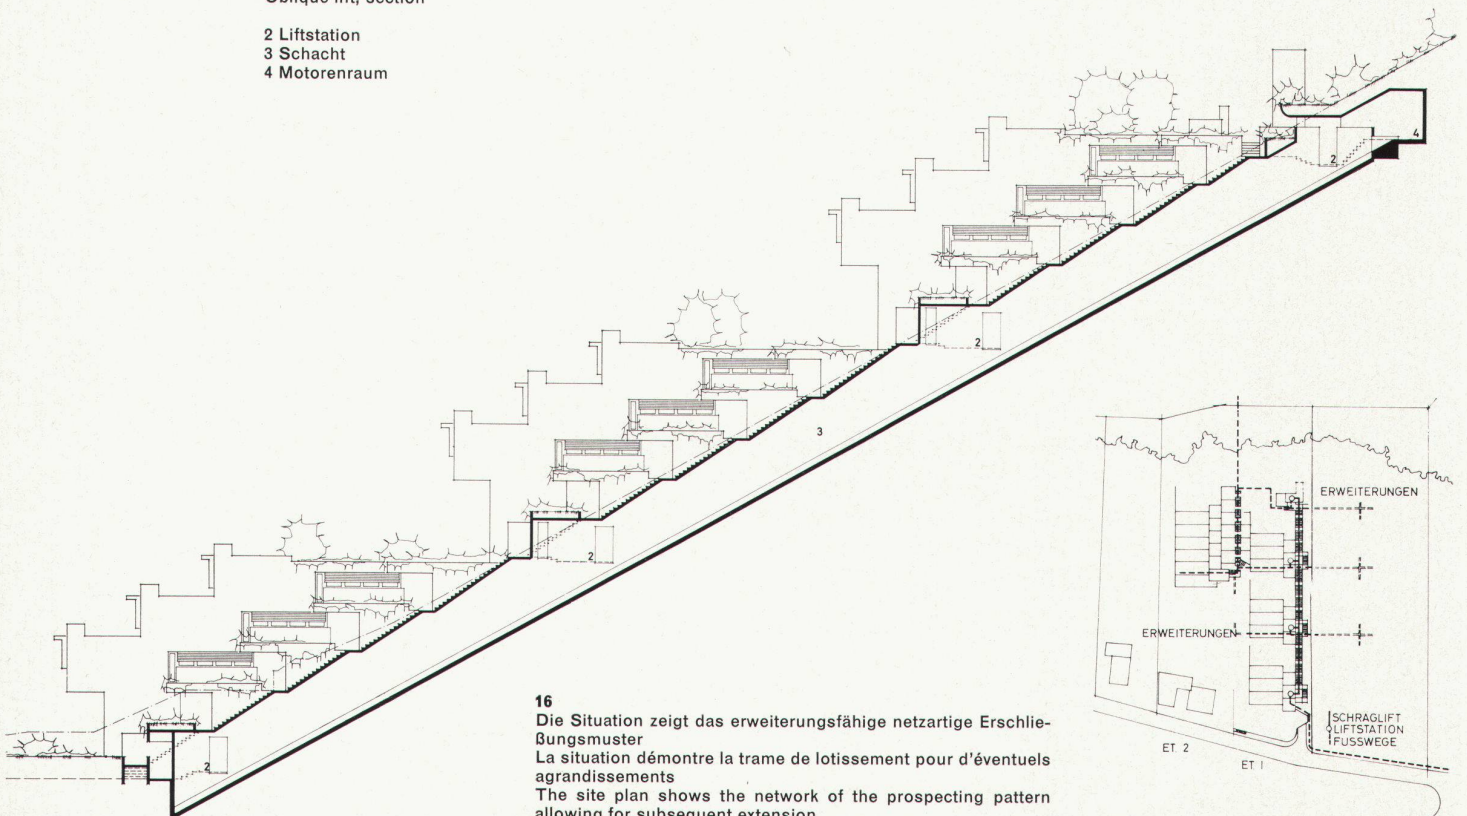 Oblique lift, section
2 Liftstation
3 Schacht
4 Motorenraum
4
2
2
3
2
2
ERWEITERUNGEN
ERWEITERUNGEN
SCHRAGLIFT
LIFTSTATION
FUSSWEGE
ET. 2
ET 1
16
Die Situation zeigt das erweiterungsfähige netzartige Erschlie-
ßungsmuster
La situation démontre la trame de lotissement pour d'éventuels
agrandissements
The site plan shows the network of the prospecting pattern
allowing for subsequent extension